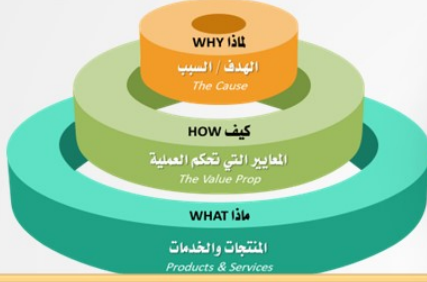 لماذا WHY
الهدف / السبب
The Cause
كيف HOW
المعايير التي تحكم العملية
The Value Prop
ماذا WHAT
المنتجات والخدمات
Products & Services